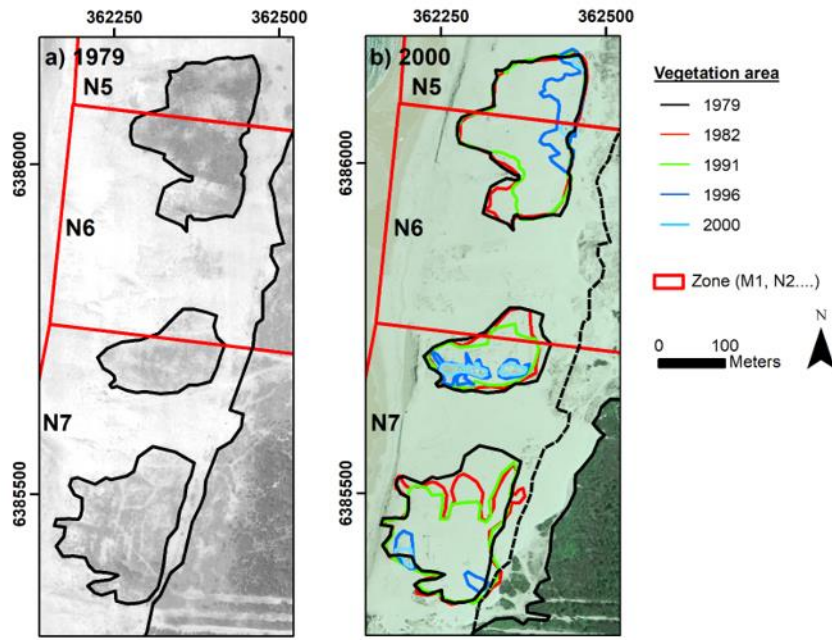 362250
362500
362250
362500
a) 1979
b) 2000
N5
N5
6386000
6386000
N6
N6
N7
N7
6385500
6385500
Vegetation area
1979
1982
1991
1996
2000
Zone (M1, N2....)
N
0 100
Meters